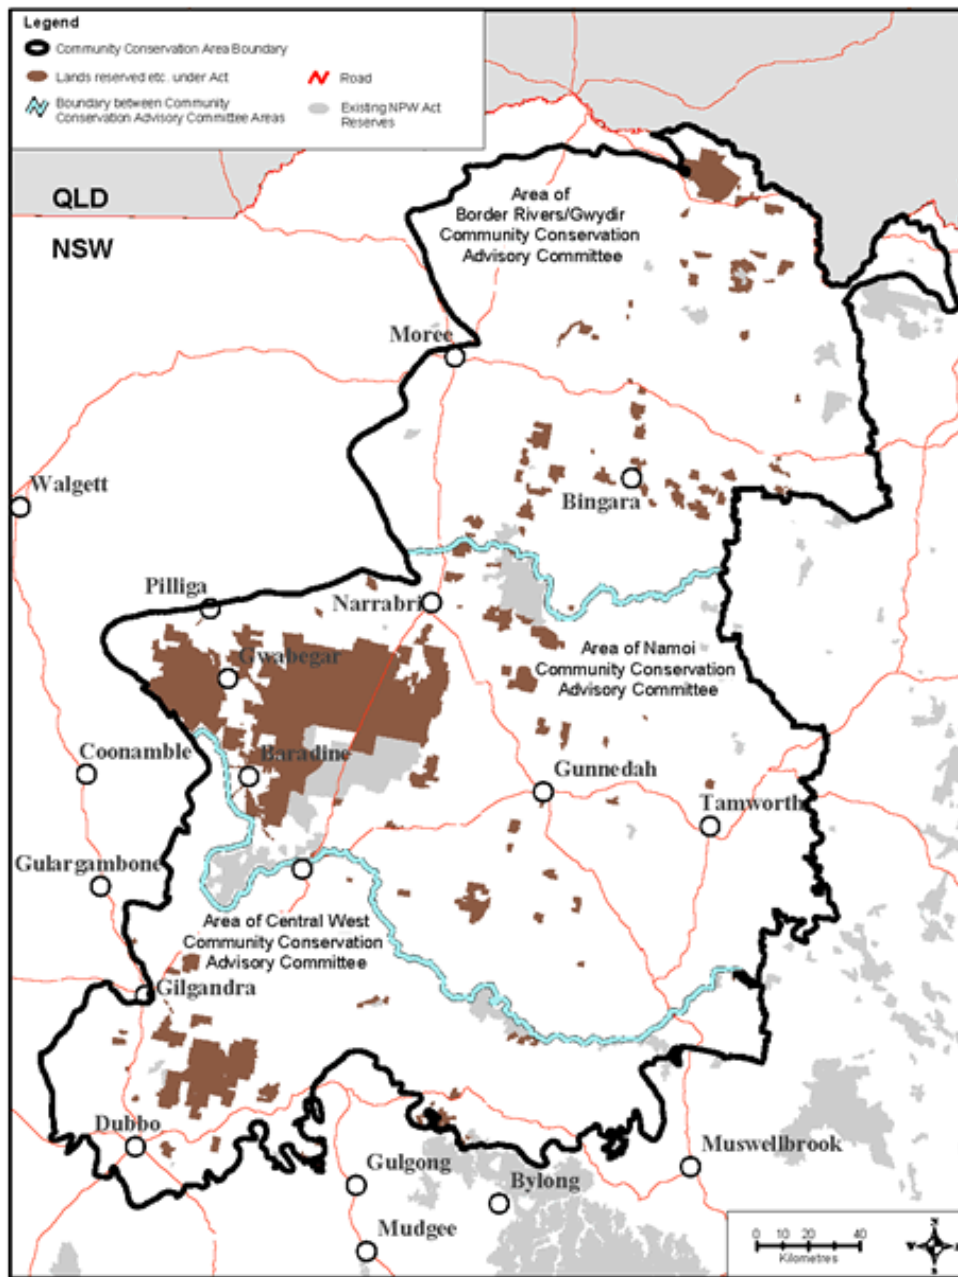 Legend
Community Conservation Area Boundary
Lands reserved etc. under Act
Road
Boundary between Community
Conservation Advisory Committee Areas
Existing NPW Act
Reserves
QLD
NSW
Area of
Border Rivers/Gwydir
Community Conservation
Advisory Committee
Moree
Walgett
Bingara
Pilliga
Narrabri
Gwabegar
Area of Namoi
Community Conservation
Advisory Committee
Coonamble
Baradine
Gunnedah
Tamworth
Gulargambone
Area of Central West
Community Conservation
Advisory Committee
Gilgandra
Dubbo
Muswellbrook
Gulgong
Bylong
Mudgee
0 10 20 40
Kilometres
N
S